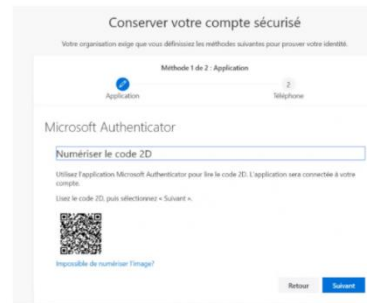 Conserver votre compte sécurisé
Votre organisation exige que vous définissiez les méthodes suivantes pour prouver votre identité.
Méthode 1 de 2 : Application
2
Application
Téléphone
Microsoft Authenticator
Numériser le code 2D
Utilisez l'application Microsoft Authenticator pour lire le code 2D. L'application sera connectée à votre
compte.
Lisez le code 2D, puis sélectionnez « Suivant ».
Impossible de numériser l'image?
Retour
Suivant